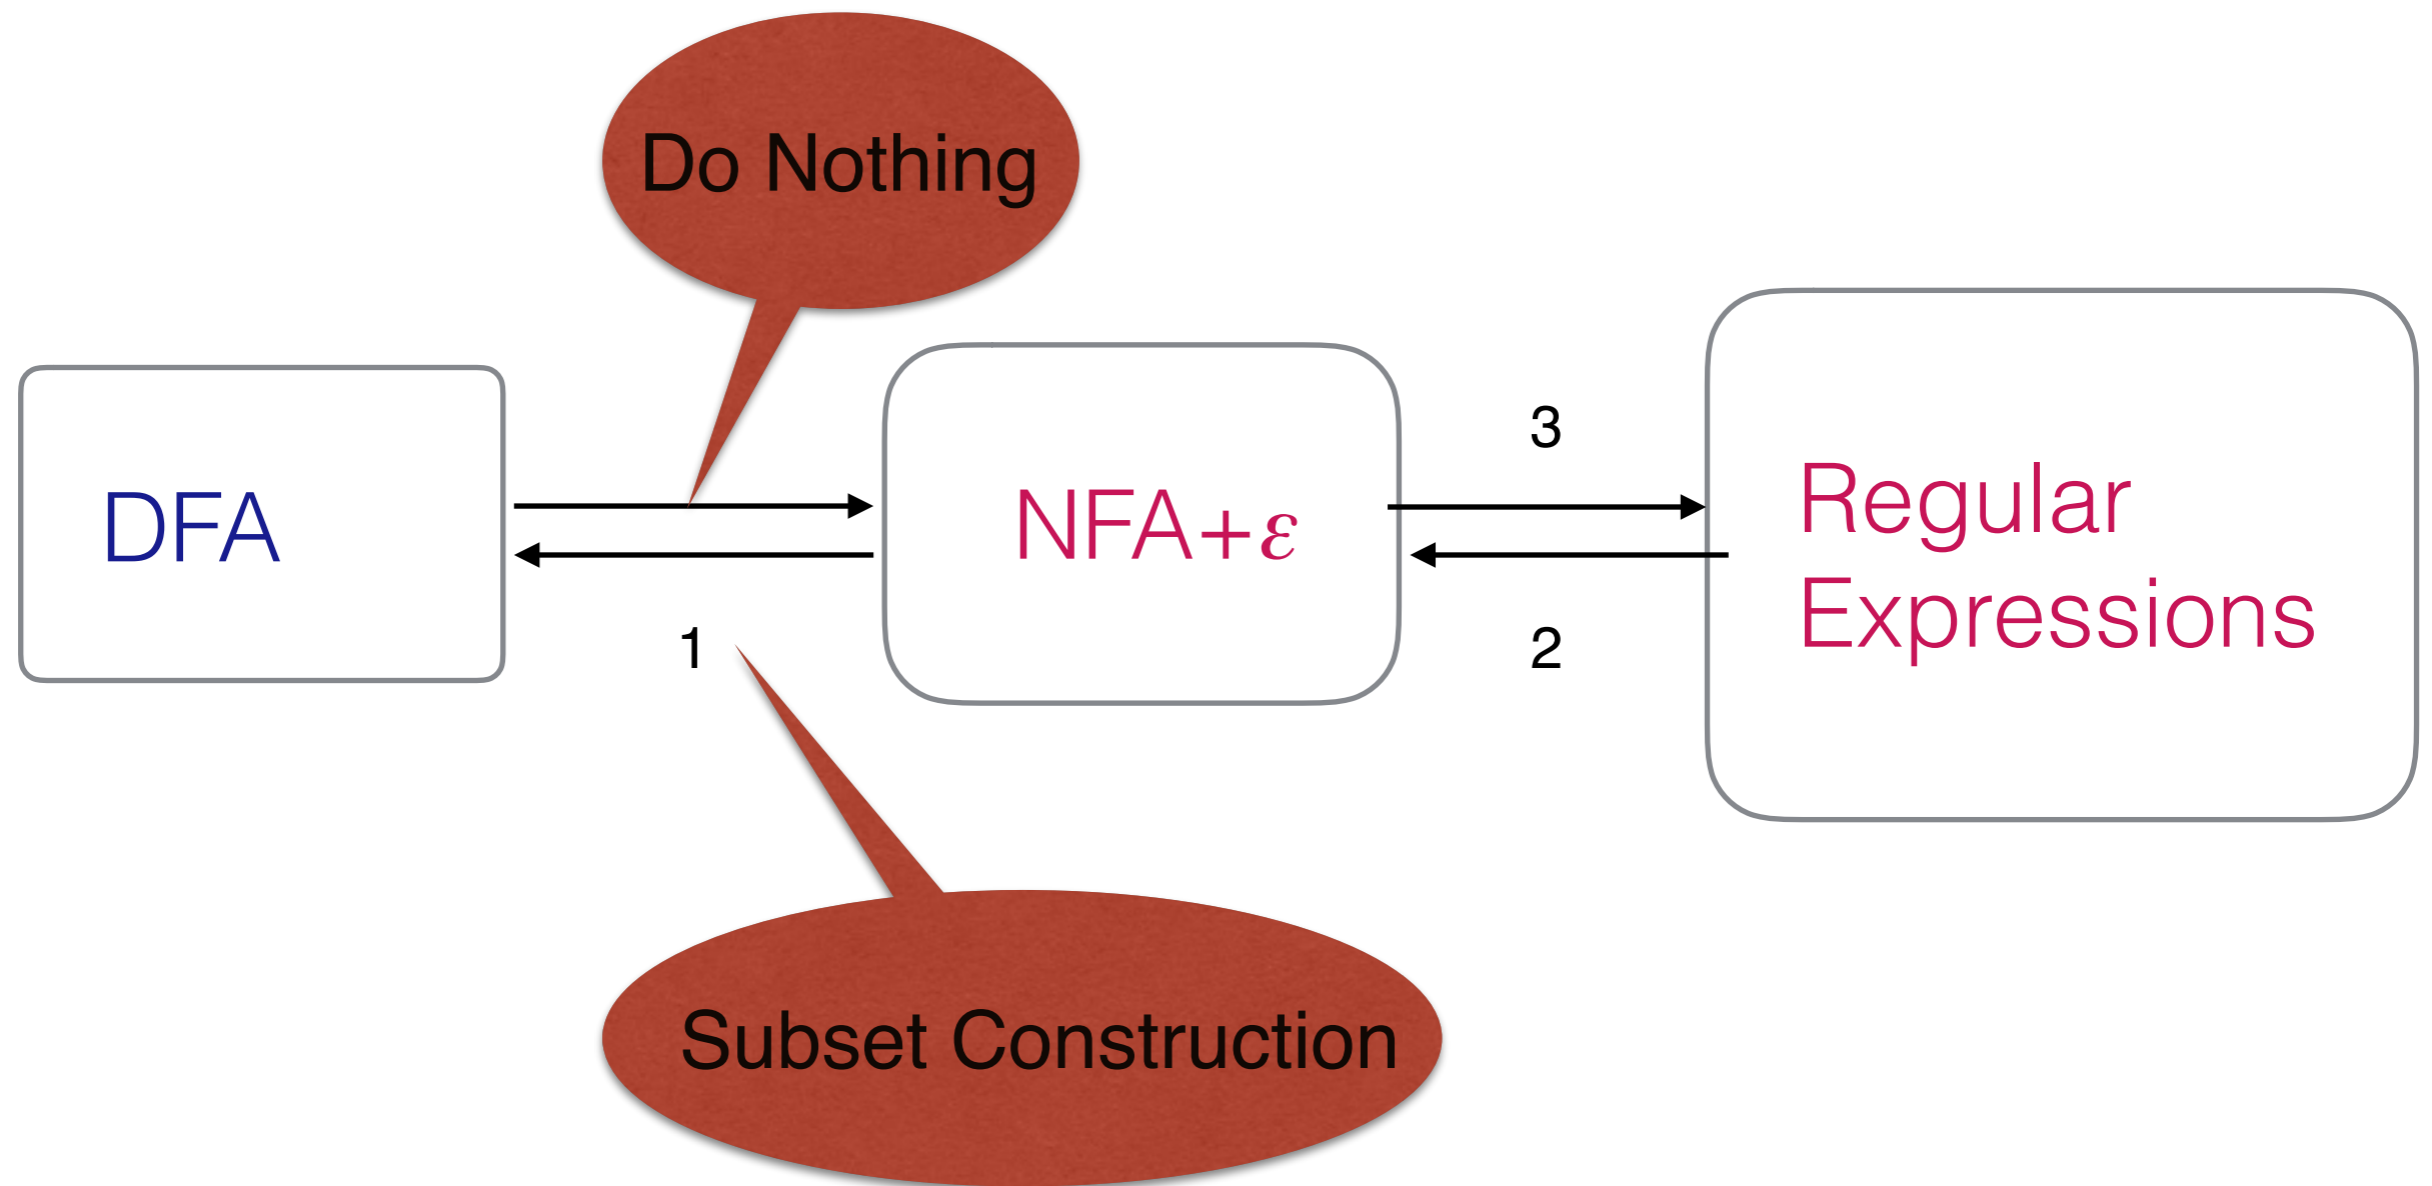 Do Nothing
DFA
NFA+ε
3
Regular
Expressions
1
2
Subset Construction